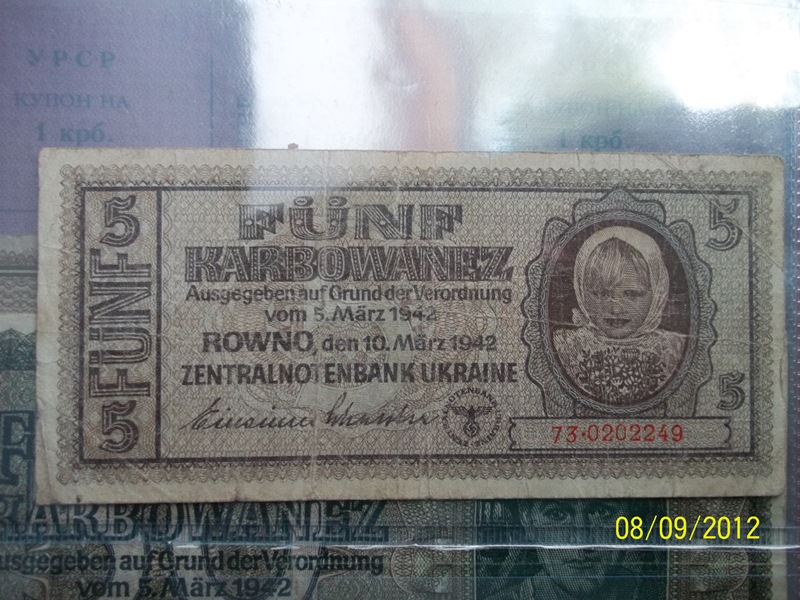 УРСР
КУПОН НА
1 крб.
1 крб.
5 FÜNF 5
FÜNF
KARBOWANEZ
Ausgegeben auf Grund der Verordnung
vom 5. März 1942
ROWNO, den 10. März 1942
ZENTRALNOTENBANK UKRAINE
5
5
73·0202249
08/09/2012
KARBOWANEZ
Ausgegeben auf Grund der Verordnung
vom 5. März 1942